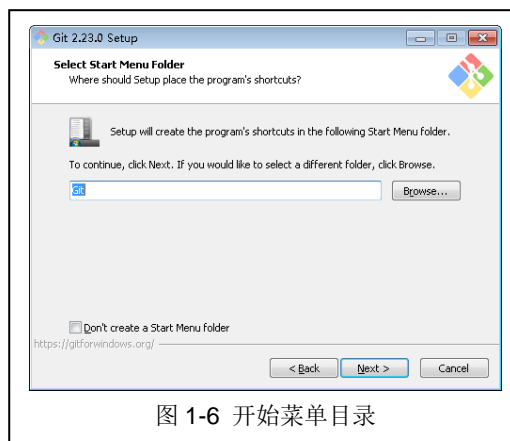 Git 2.23.0 Setup
Select Start Menu Folder
Where should Setup place the program's shortcuts?
Setup will create the program's shortcuts in the following Start Menu folder.
To continue, click Next. If you would like to select a different folder, click Browse.
Git
Browse...
Don't create a Start Menu folder
https://gitforwindows.org/
< Back
Next >
Cancel
图 1-6 开始菜单目录